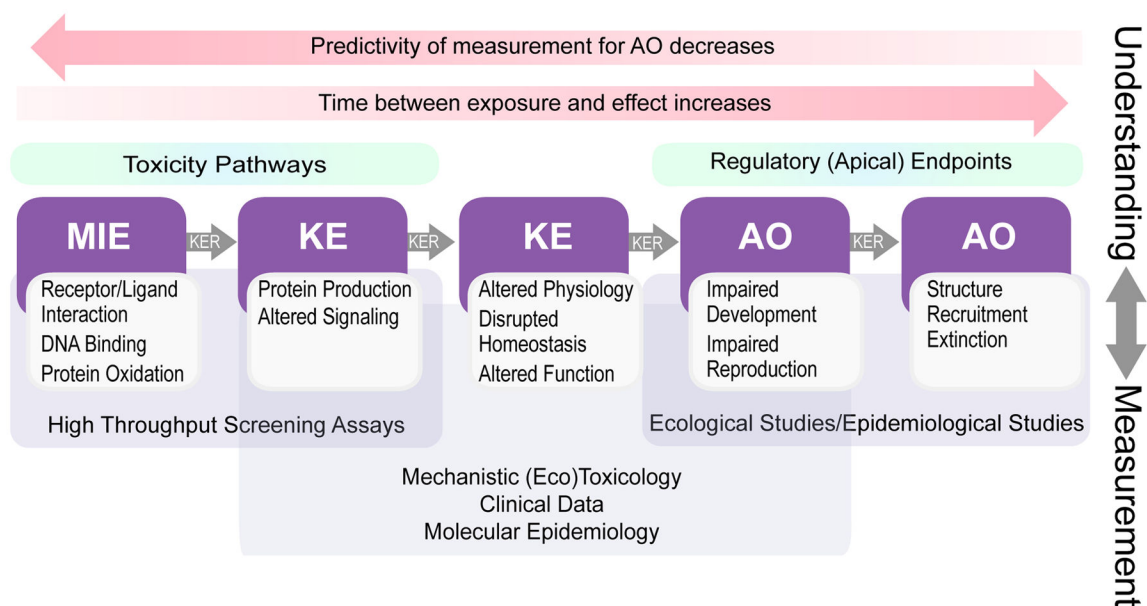 Predictivity of measurement for AO decreases
Time between exposure and effect increases
Toxicity Pathways
Regulatory (Apical) Endpoints
MIE
KER
KE
KER
KE
KER
AO
KER
AO
Receptor/Ligand
Interaction
DNA Binding
Protein Oxidation
Protein Production
Altered Signaling
Altered Physiology
Disrupted
Homeostasis
Altered Function
Impaired
Development
Impaired
Reproduction
Structure
Recruitment
Extinction
High Throughput Screening Assays
Ecological Studies/Epidemiological Studies
Mechanistic (Eco)Toxicology
Clinical Data
Molecular Epidemiology
Understanding
Measurement